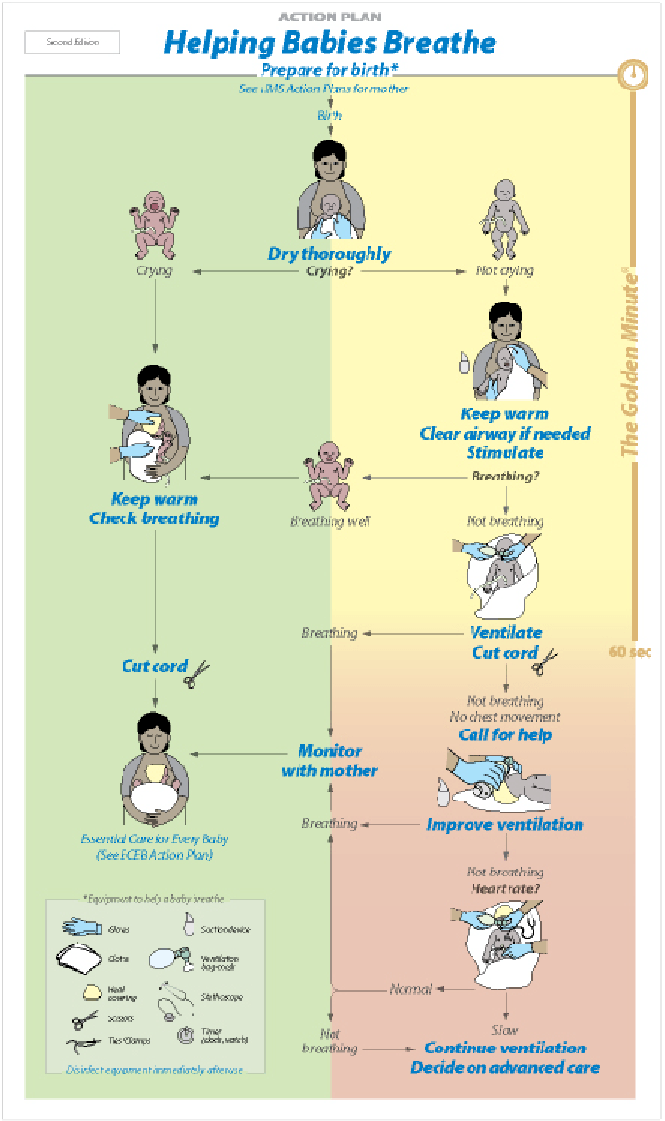 ACTION PLAN
Second Edition
Helping Babies Breathe
Prepare for birth*
See HMS Action Plans for mother
Birth
Dry thoroughly
Crying
Crying?
Not crying
The Golden Minute®
Keep warm
Clear airway if needed
Stimulate
Breathing?
Keep warm
Check breathing
Breathing well
Not breathing
Breathing
Ventilate
Cut cord
60 sec
Cut cord
Not breathing
No chest movement
Call for help
Monitor
with mother
Breathing
Improve ventilation
Essential Care for Every Baby
(See ECEB Action Plan)
Not breathing
Heart rate?
*Equipment to help a baby breathe
Gloves
Suction device
Cloths
Ventilation
bag-mask
Head
covering
Stethoscope
Scissors
Timer
(clock, watch)
Ties/Clamps
Disinfect equipment immediately after use
Normal
Not
breathing
Slow
Continue ventilation
Decide on advanced care